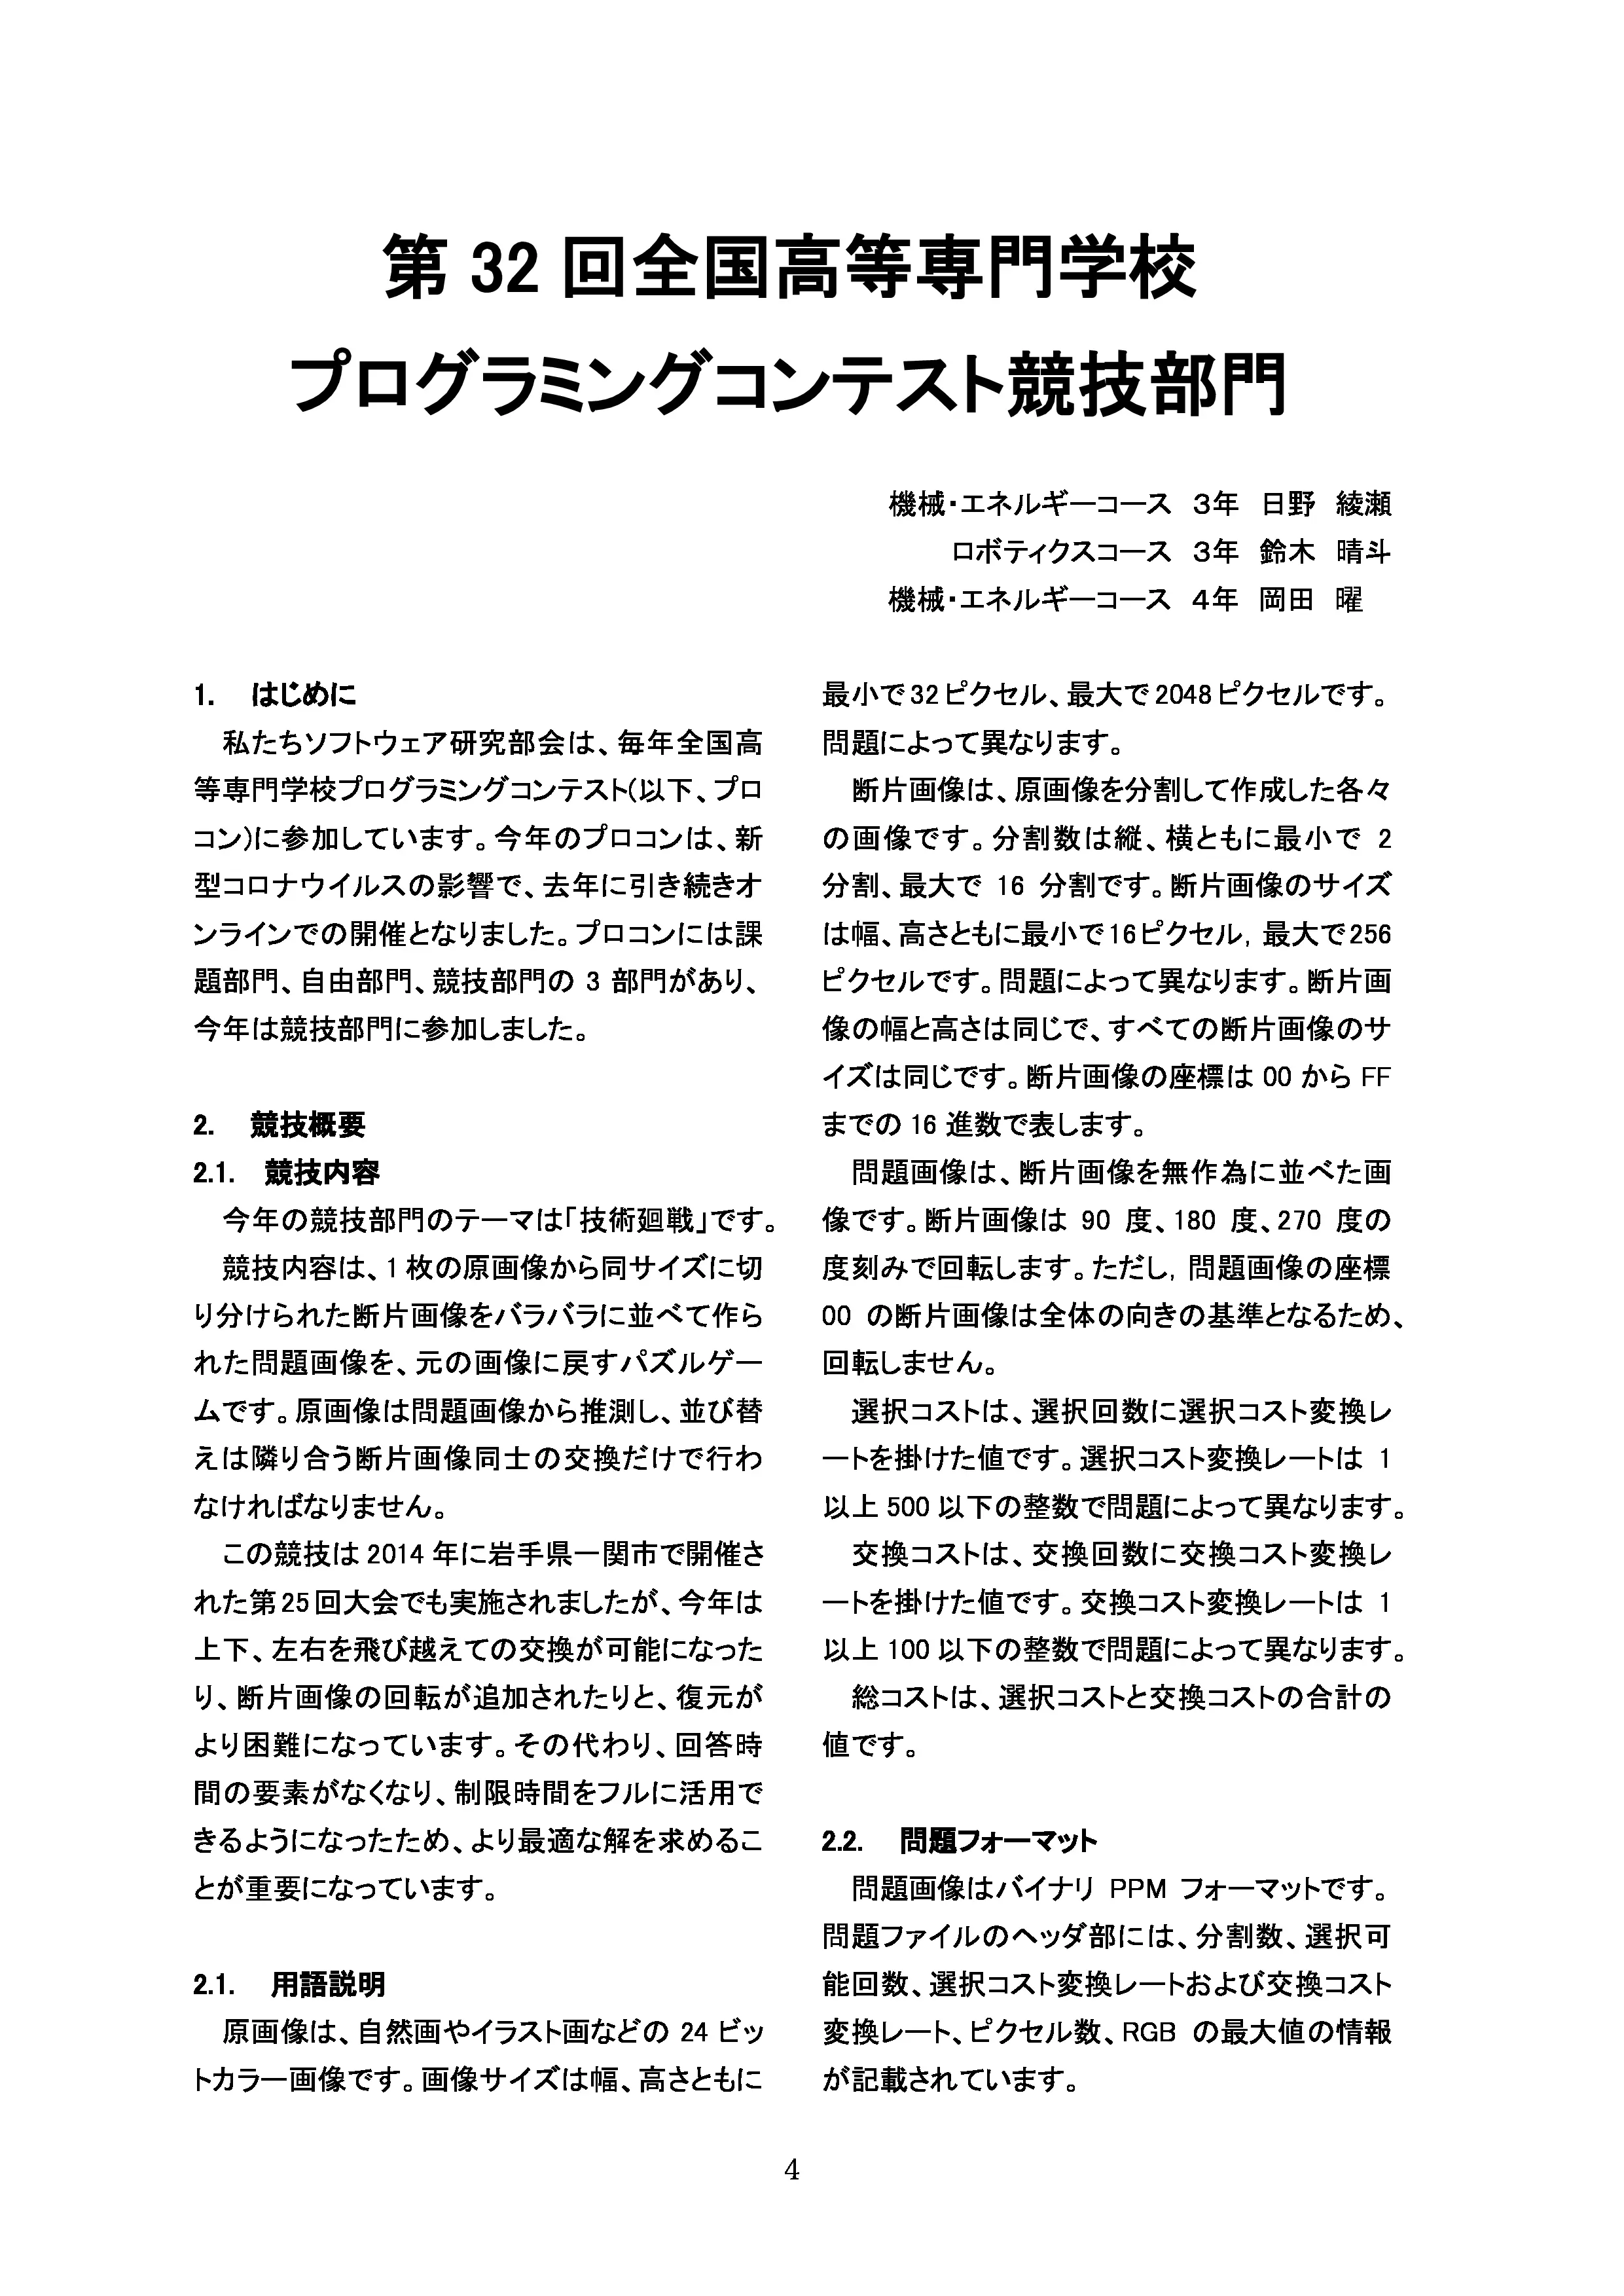 第 32 回全国高等専門学校
プログラミングコンテスト競技部門
機械・エネルギーコース 3年 日野 綾瀬
ロボティクスコース 3年 鈴木 晴斗
機械・エネルギーコース 4年 岡田 曜
1. はじめに
私たちソフトウェア研究部会は、毎年全国高
等専門学校プログラミングコンテスト(以下、プロ
コン)に参加しています。今年のプロコンは、新
型コロナウイルスの影響で、去年に引き続きオ
ンラインでの開催となりました。プロコンには課
題部門、自由部門、競技部門の 3 部門があり、
今年は競技部門に参加しました。
2. 競技概要
2.1. 競技内容
今年の競技部門のテーマは「技術廻戦」です。
競技内容は、1 枚の原画像から同サイズに切
り分けられた断片画像をバラバラに並べて作ら
れた問題画像を、元の画像に戻すパズルゲー
ムです。原画像は問題画像から推測し、並び替
えは隣り合う断片画像同士の交換だけで行わ
なければなりません。
この競技は 2014 年に岩手県一関市で開催さ
れた第 25 回大会でも実施されましたが、今年は
上下、左右を飛び越えての交換が可能になった
り、断片画像の回転が追加されたりと、復元が
より困難になっています。その代わり、回答時
間の要素がなくなり、制限時間をフルに活用で
きるようになったため、より最適な解を求めるこ
とが重要になっています。
2.1. 用語説明
原画像は、自然画やイラスト画などの 24 ビッ
トカラー画像です。画像サイズは幅、高さともに
最小で 32 ピクセル、最大で 2048 ピクセルです。
問題によって異なります。
断片画像は、原画像を分割して作成した各々
の画像です。分割数は縦、横ともに最小で 2
分割、最大で 16 分割です。断片画像のサイズ
は幅、高さともに最小で 16 ピクセル, 最大で 256
ピクセルです。問題によって異なります。断片画
像の幅と高さは同じで、すべての断片画像のサ
イズは同じです。断片画像の座標は 00 から FF
までの 16 進数で表します。
問題画像は、断片画像を無作為に並べた画
像です。断片画像は 90 度、180 度、270 度の
度刻みで回転します。ただし, 問題画像の座標
00 の断片画像は全体の向きの基準となるため、
回転しません。
選択コストは、選択回数に選択コスト変換レ
ートを掛けた値です。選択コスト変換レートは 1
以上 500 以下の整数で問題によって異なります。
交換コストは、交換回数に交換コスト変換レ
ートを掛けた値です。交換コスト変換レートは 1
以上 100 以下の整数で問題によって異なります。
総コストは、選択コストと交換コストの合計の
値です。
2.2. 問題フォーマット
問題画像はバイナリ PPM フォーマットです。
問題ファイルのヘッダ部には、分割数、選択可
能回数、選択コスト変換レートおよび交換コスト
変換レート、ピクセル数、RGB の最大値の情報
が記載されています。
4